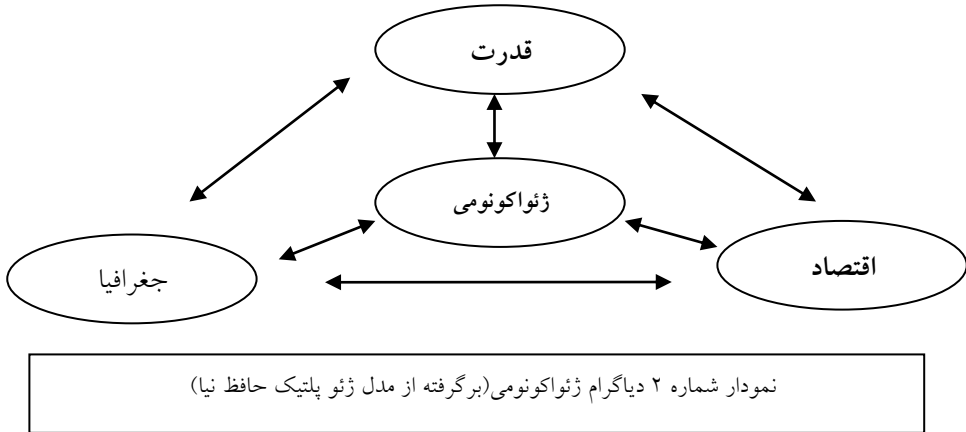 قدرت
ژئواکونومی
اقتصاد
جغرافیا
نمودار شماره ۲ دیاگرام ژئواکونومی(برگرفته از مدل ژئو پلتیک حافظ نیا)